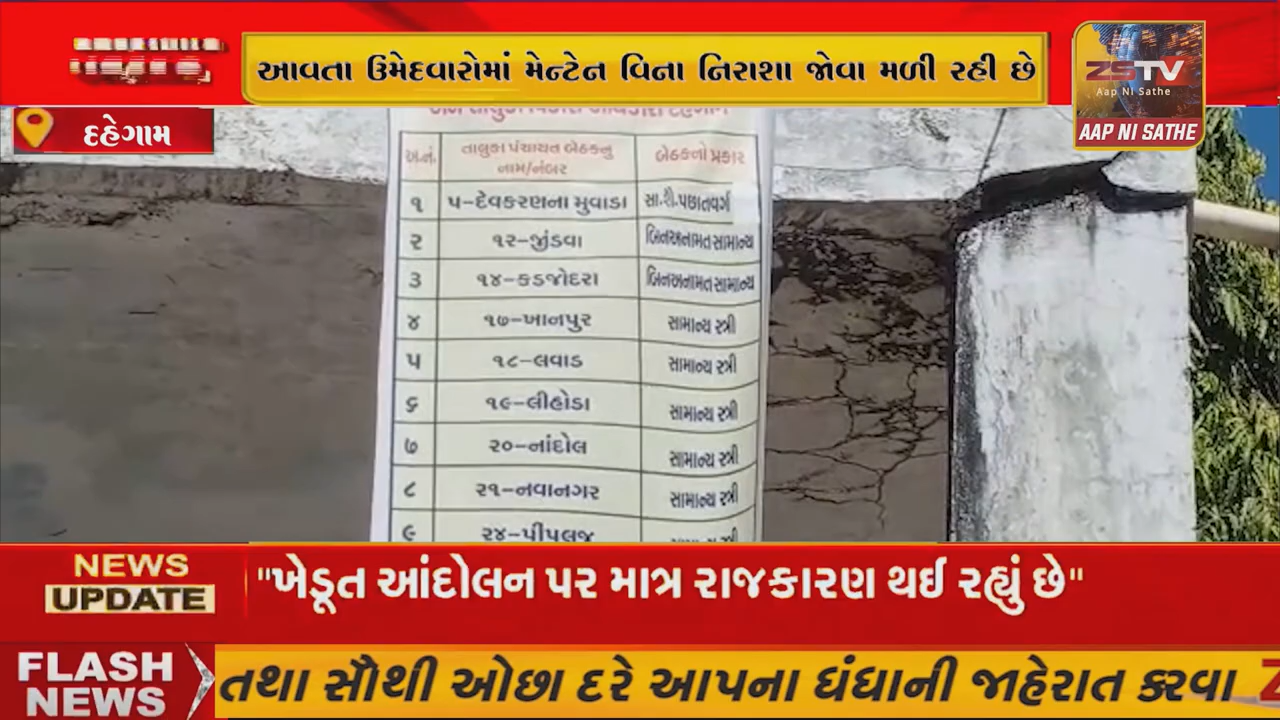 આવતા ઉમેદવારોમાં મેન્ટેન વિના નિરાશા જોવા મળી રહી છે
ZSTV
Aap Ni Sathe
AAP NI SATHE
દહેગામ
અ.નં. તાલુકા પંચાયત બેઠકનુ નામ/નંબર બેઠકનો પ્રકાર
૧ ૫-દેવકરણના મુવાડા સા.શૈ.પછાતવર્ગ
૨ ૧૨-જીંડવા બિનઅનામત સામાન્ય
૩ ૧૪-કડજોદરા બિનઅનામત સામાન્ય
૪ ૧૭-ખાનપુર સામાન્ય સ્ત્રી
૫ ૧૮-લવાડ સામાન્ય સ્ત્રી
૬ ૧૯-લીહોડા સામાન્ય સ્ત્રી
૭ ૨૦-નાંદોલ સામાન્ય સ્ત્રી
૮ ૨૧-નવાનગર સામાન્ય સ્ત્રી
૯ ૨૪-પીપલજ
NEWS
UPDATE
"ખેડૂત આંદોલન પર માત્ર રાજકારણ થઈ રહ્યું છે"
FLASH
NEWS
તથા સૌથી ઓછા દરે આપના ધંધાની જાહેરાત કરવા